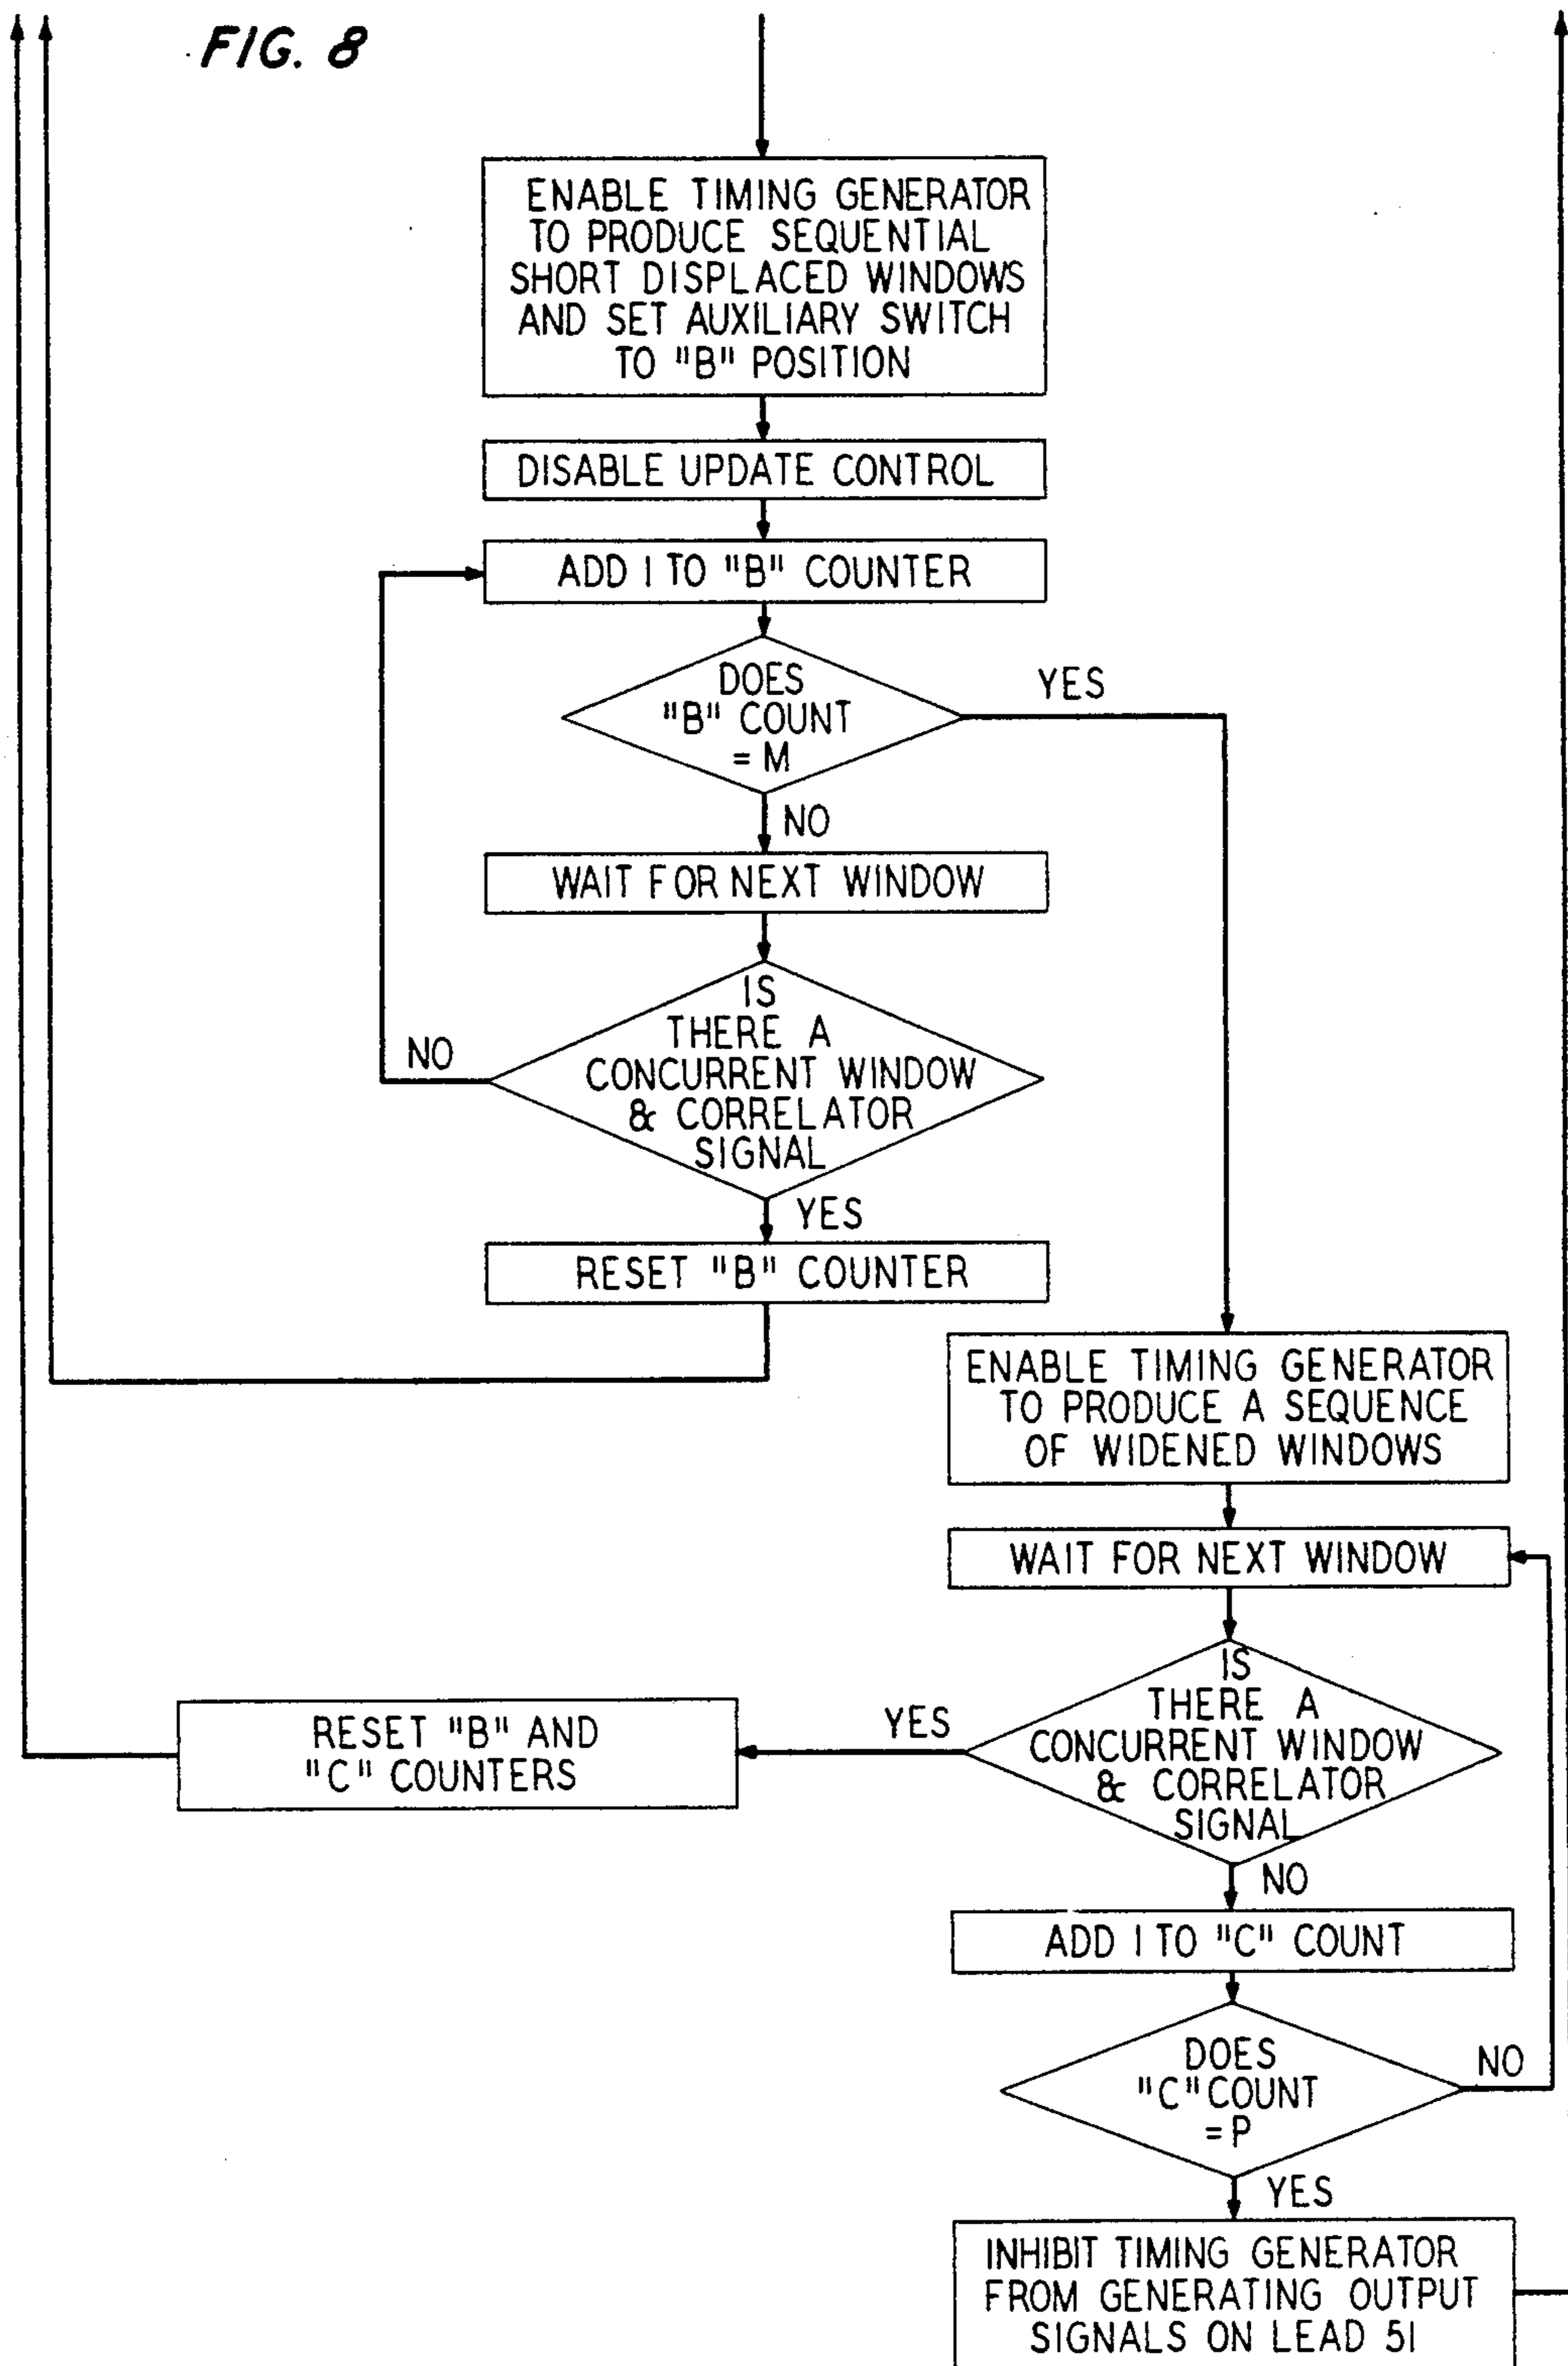 FIG. 8
ENABLE TIMING GENERATOR
TO PRODUCE SEQUENTIAL
SHORT DISPLACED WINDOWS
AND SET AUXILIARY SWITCH
TO "B" POSITION
DISABLE UPDATE CONTROL
ADD 1 TO "B" COUNTER
DOES
"B" COUNT
= M
YES
NO
WAIT FOR NEXT WINDOW
IS
THERE A
CONCURRENT WINDOW
& CORRELATOR
SIGNAL
NO
YES
RESET "B" COUNTER
ENABLE TIMING GENERATOR
TO PRODUCE A SEQUENCE
OF WIDENED WINDOWS
WAIT FOR NEXT WINDOW
IS
THERE A
CONCURRENT WINDOW
& CORRELATOR
SIGNAL
YES
RESET "B" AND
"C" COUNTERS
NO
ADD 1 TO "C" COUNT
DOES
"C" COUNT
= P
NO
YES
INHIBIT TIMING GENERATOR
FROM GENERATING OUTPUT
SIGNALS ON LEAD 51